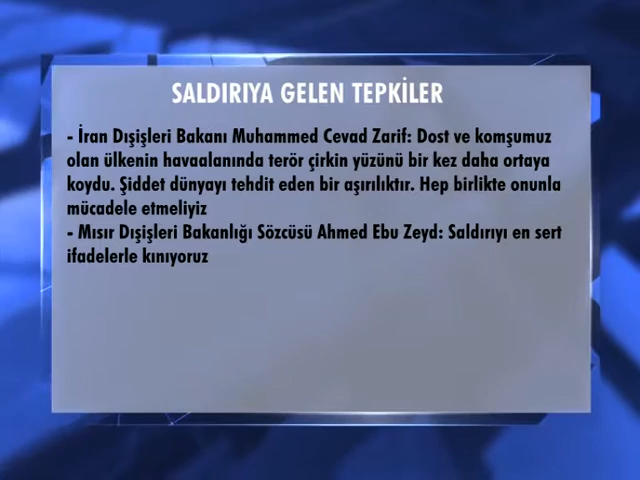 SALDIRIYA GELEN TEPKİLER
- İran Dışişleri Bakanı Muhammed Cevad Zarif: Dost ve komşumuz
olan ülkenin havaalanında terör çirkin yüzünü bir kez daha ortaya
koydu. Şiddet dünyayı tehdit eden bir aşırılıktır. Hep birlikte onunla
mücadele etmeliyiz
- Mısır Dışişleri Bakanlığı Sözcüsü Ahmed Ebu Zeyd: Saldırıyı en sert
ifadelerle kınıyoruz